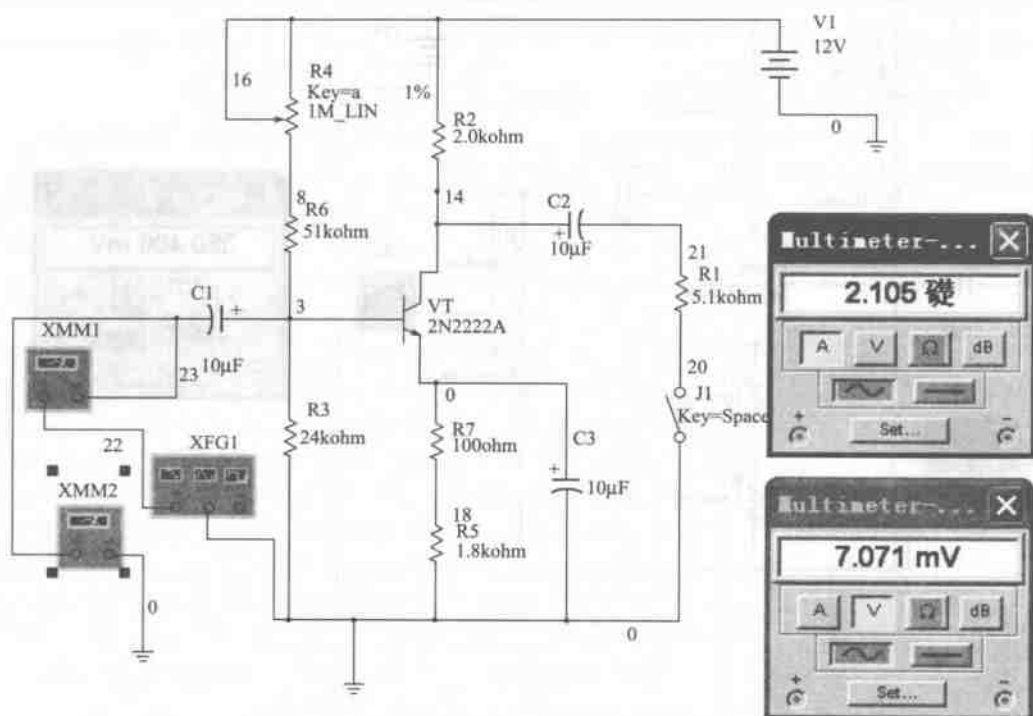 V1
12V
16
R4
Key=a
1M_LIN
1%
R2
2.0kohm
0
8
R6
51kohm
14
C2
10μF
21
R1
5.1kohm
C1
3
VT
2N2222A
XMM1
10μF
23
20
J1
Key=Space
0
R3
24kohm
R7
100ohm
C3
22
XFG1
10μF
XMM2
18
R5
1.8kohm
0
0
Multimeter-...
2.105 礎
A
V
Ω
dB
+
Set...
−
Multimeter-...
7.071 mV
A
V
Ω
dB
+
Set...
−